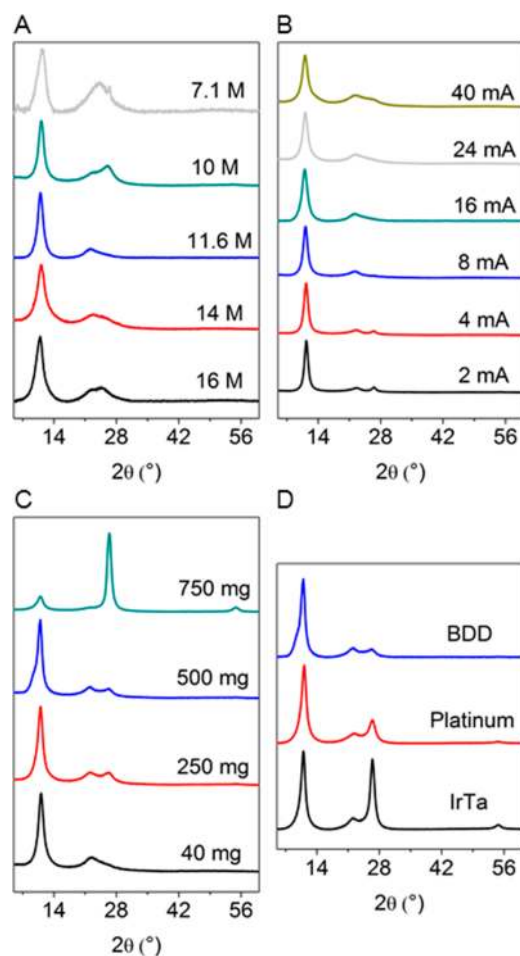 A
7.1 M
10 M
11.6 M
14 M
16 M
14 28 42 56
2θ (°)
B
40 mA
24 mA
16 mA
8 mA
4 mA
2 mA
14 28 42 56
2θ (°)
C
750 mg
500 mg
250 mg
40 mg
14 28 42 56
2θ (°)
D
BDD
Platinum
IrTa
14 28 42 56
2θ (°)